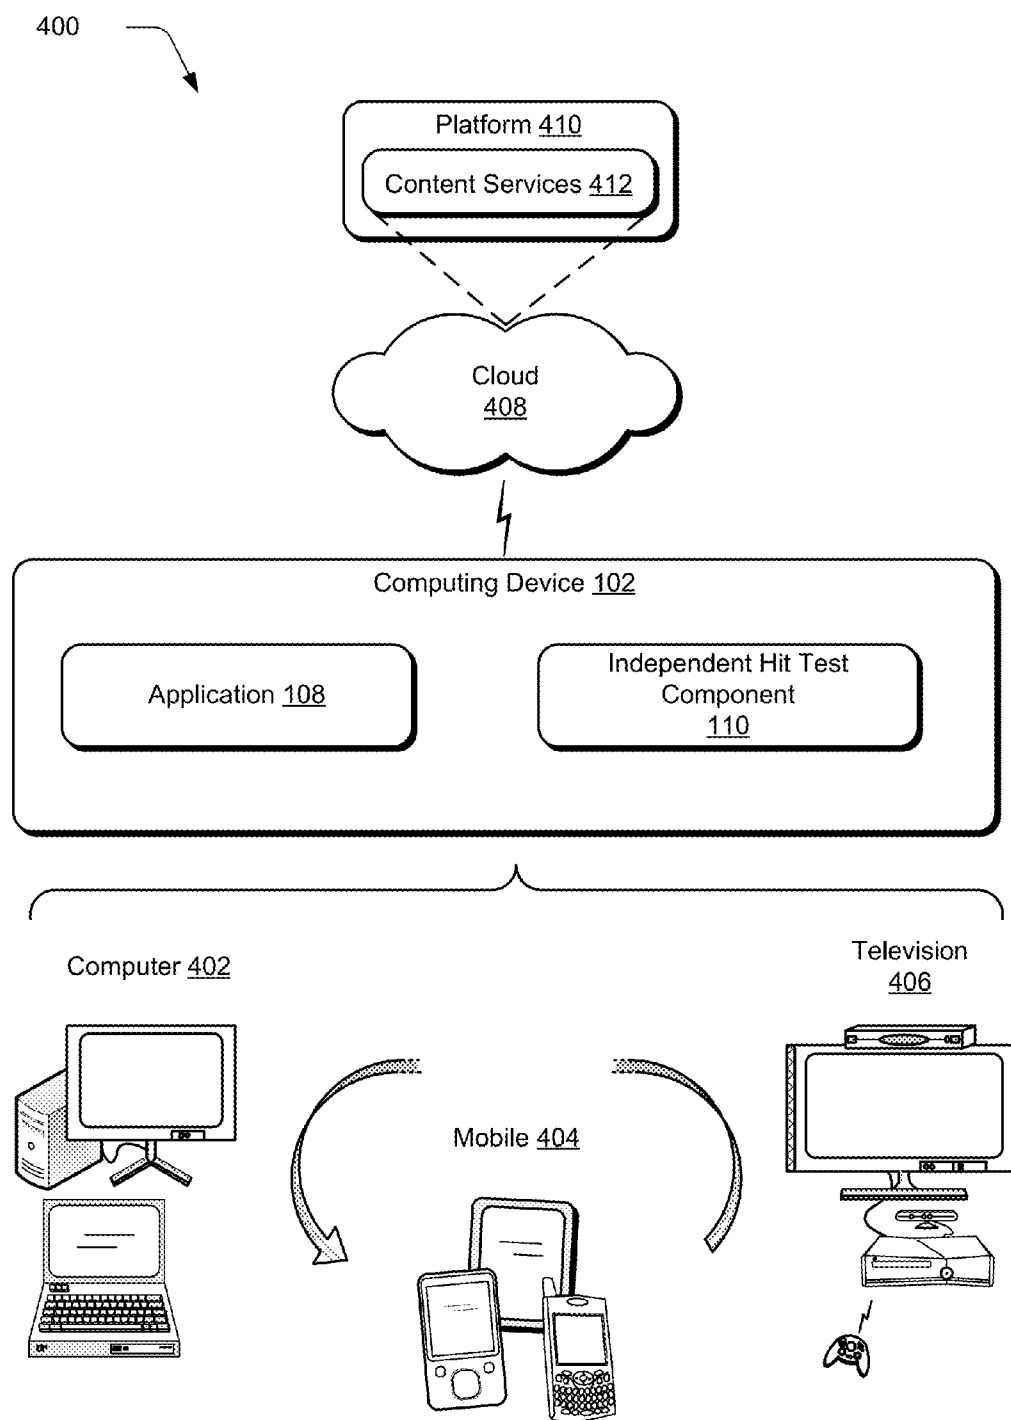 400
Platform 410
Content Services 412
Cloud
408
Computing Device 102
Application 108
Independent Hit Test
Component
110
Computer 402
Television
406
Mobile 404